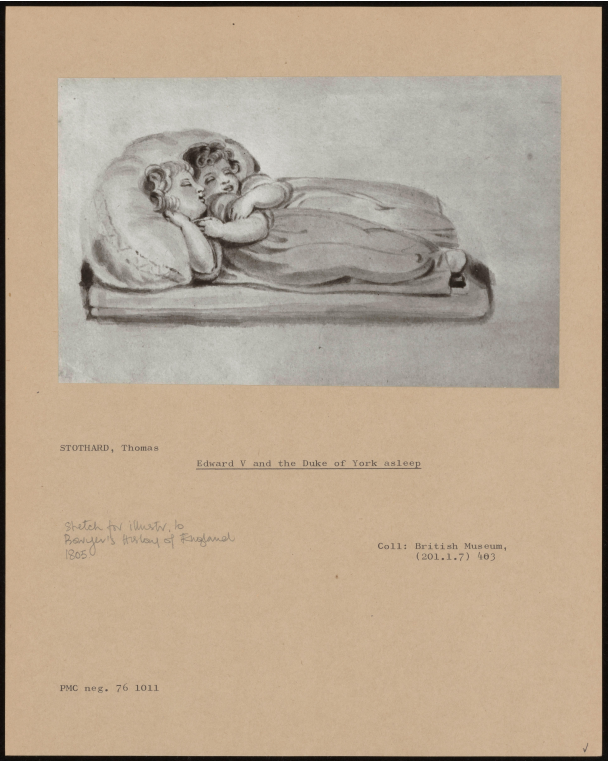 STOTHARD, Thomas
Edward V and the Duke of York asleep
Sketch for illustr. to
Bowyer's History of England
1805
Coll: British Museum,
(201.1.7) 403
PMC neg. 76 1011